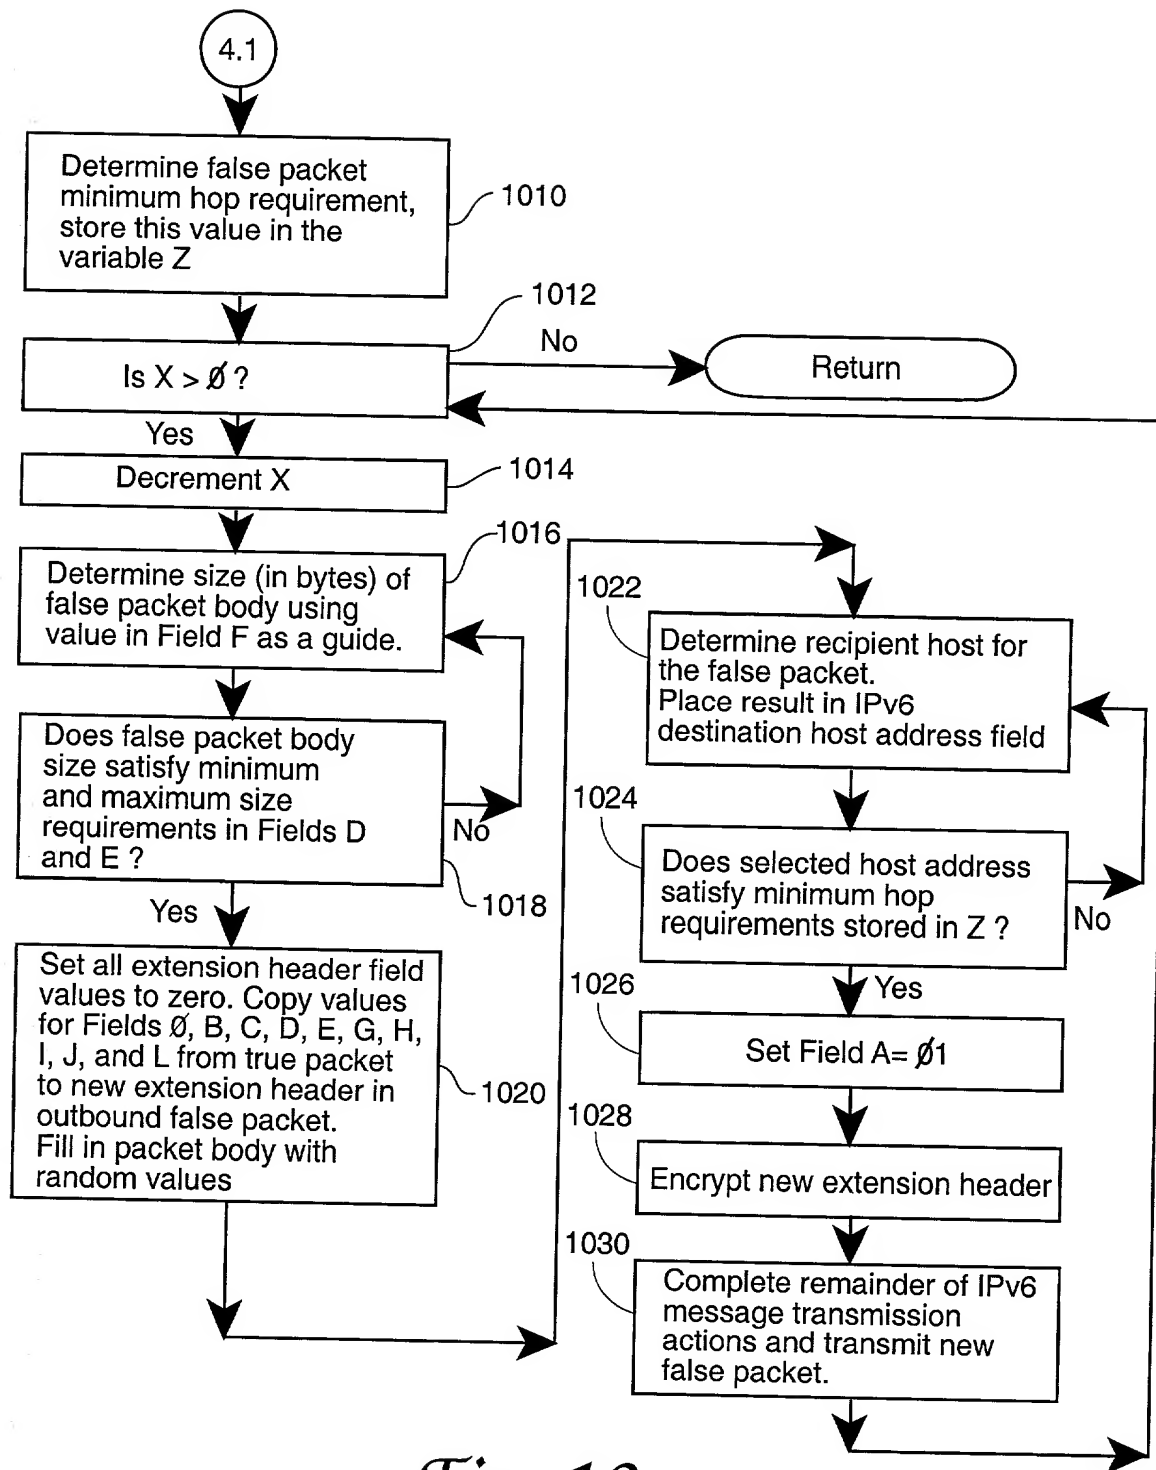 4.1
Determine false packet
minimum hop requirement,
store this value in the
variable Z
1010
1012
Is X > Ø ?
No
Return
Yes
Decrement X
1014
1016
Determine size (in bytes) of
false packet body using
value in Field F as a guide.
Does false packet body
size satisfy minimum
and maximum size
requirements in Fields D
and E ?
No
1018
Yes
Set all extension header field
values to zero. Copy values
for Fields Ø, B, C, D, E, G, H,
I, J, and L from true packet
to new extension header in
outbound false packet.
Fill in packet body with
random values
1020
1022
Determine recipient host for
the false packet.
Place result in IPv6
destination host address field
1024
Does selected host address
satisfy minimum hop
requirements stored in Z ?
No
Yes
1026
Set Field A= Ø1
1028
Encrypt new extension header
1030
Complete remainder of IPv6
message transmission
actions and transmit new
false packet.